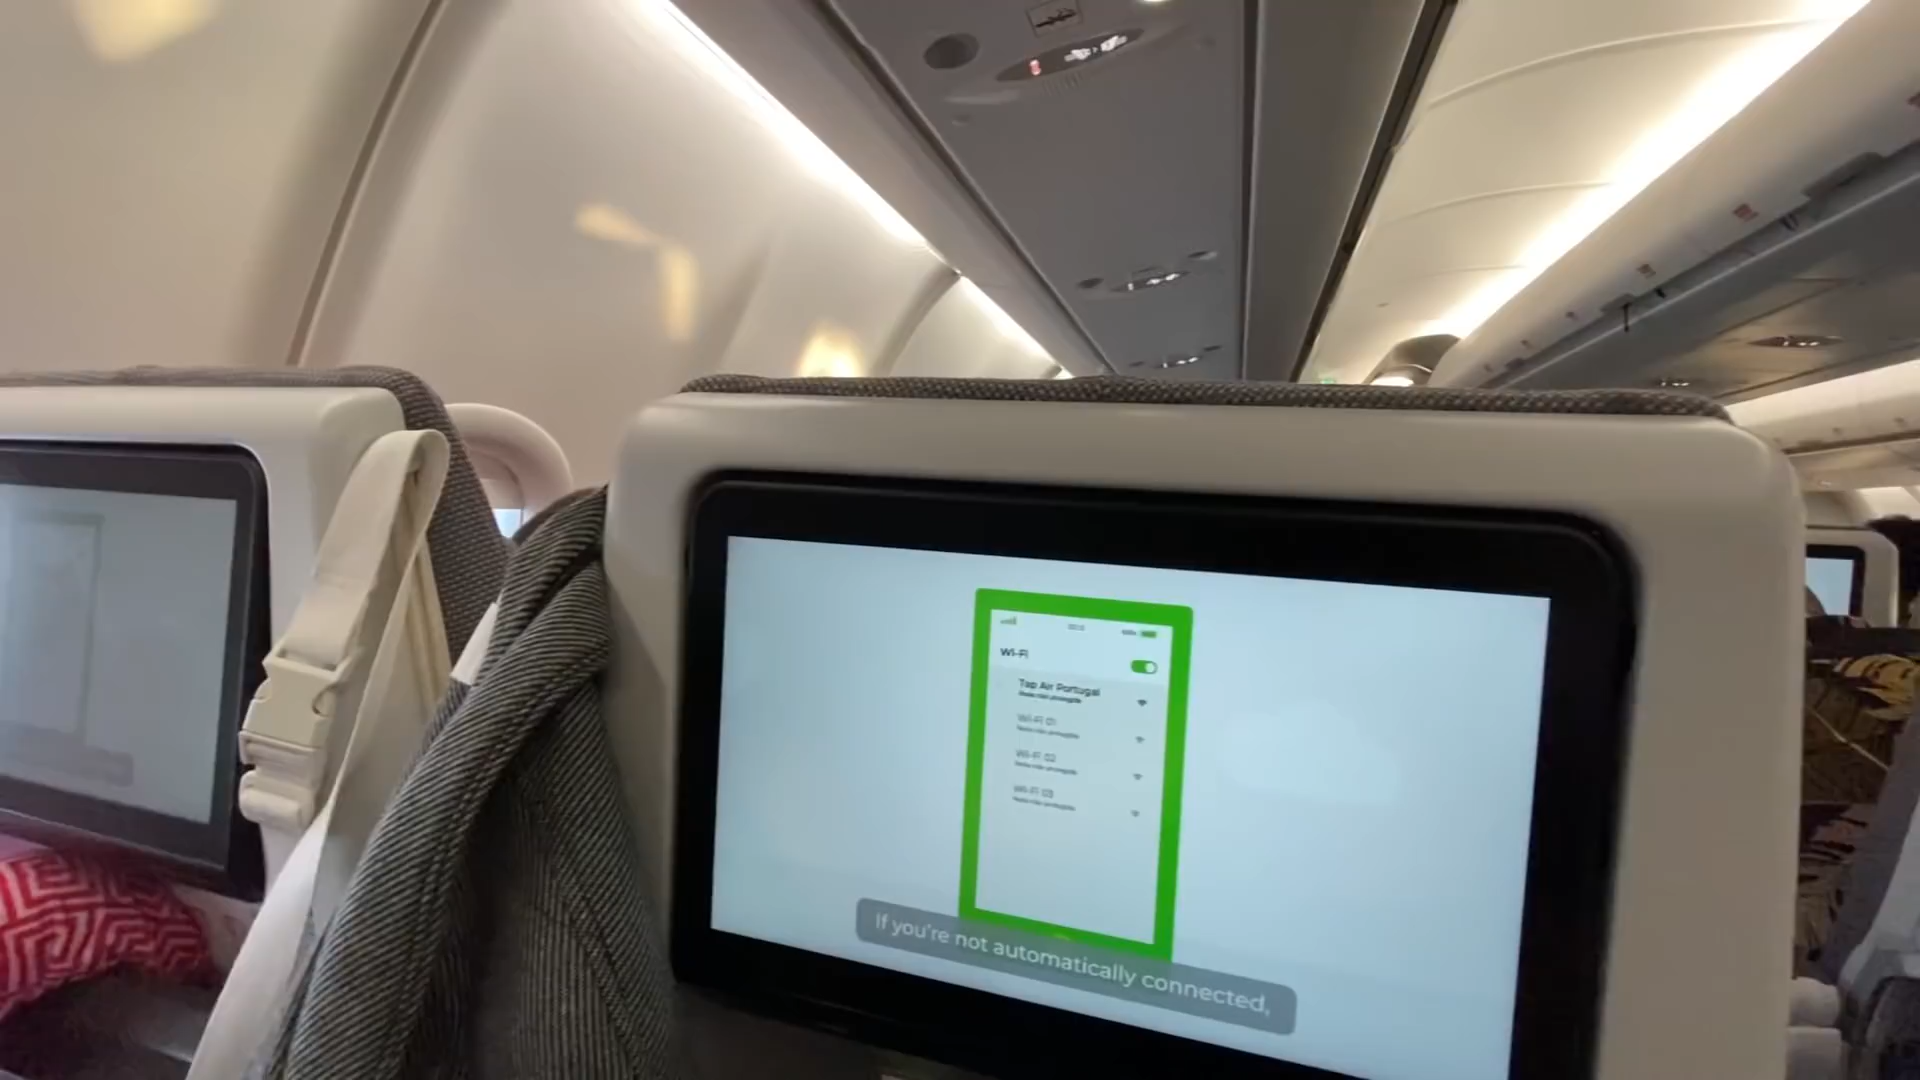 Wi-Fi
Tap Air Portugal
Wi-Fi 01
Wi-Fi 02
Wi-Fi 03
If you're not automatically connected,